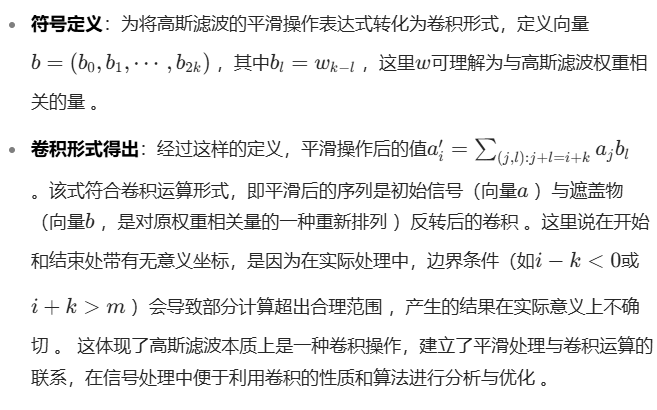 • 符号定义：为将高斯滤波的平滑操作表达式转化为卷积形式，定义向量
b = (b₀, b₁, ⋯ , b₂ₖ) ，其中bₗ = wₖ₋ₗ ，这里w可理解为与高斯滤波权重相
关的量 。
• 卷积形式得出：经过这样的定义，平滑操作后的值a′ᵢ = ∑₍ⱼ,ₗ₎:ⱼ₊ₗ₌ᵢ₊ₖ aⱼbₗ
。该式符合卷积运算形式，即平滑后的序列是初始信号（向量a ）与遮盖物
（向量b ，是对原权重相关量的一种重新排列 ）反转后的卷积 。这里说在开始
和结束处带有无意义坐标，是因为在实际处理中，边界条件（如i − k < 0或
i + k > m ）会导致部分计算超出合理范围 ，产生的结果在实际意义上不确
切 。 这体现了高斯滤波本质上是一种卷积操作，建立了平滑处理与卷积运算的
联系，在信号处理中便于利用卷积的性质和算法进行分析与优化 。